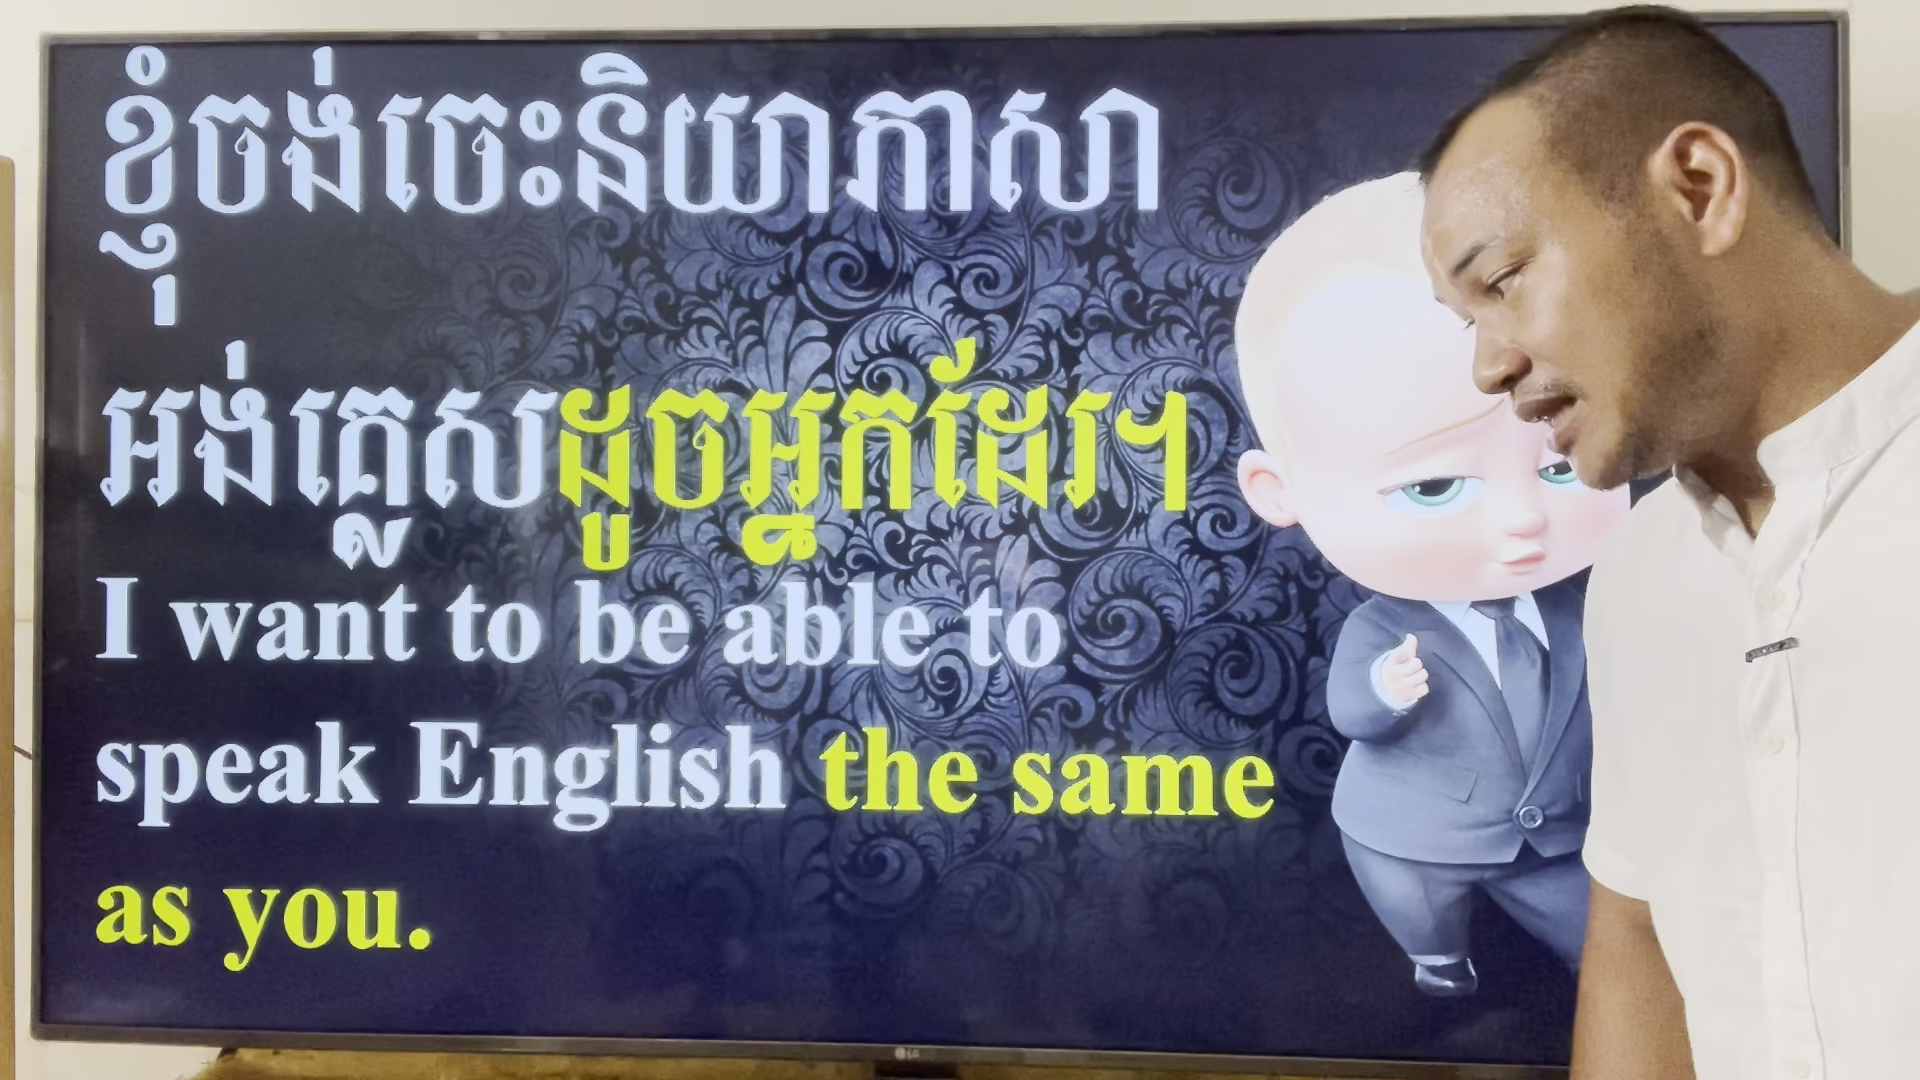 ខ្ញុំចង់ចេះនិយាភាសា
អង់គ្លេសដូចអ្នកដែរ។
I want to be able to
speak English the same
as you.
LG